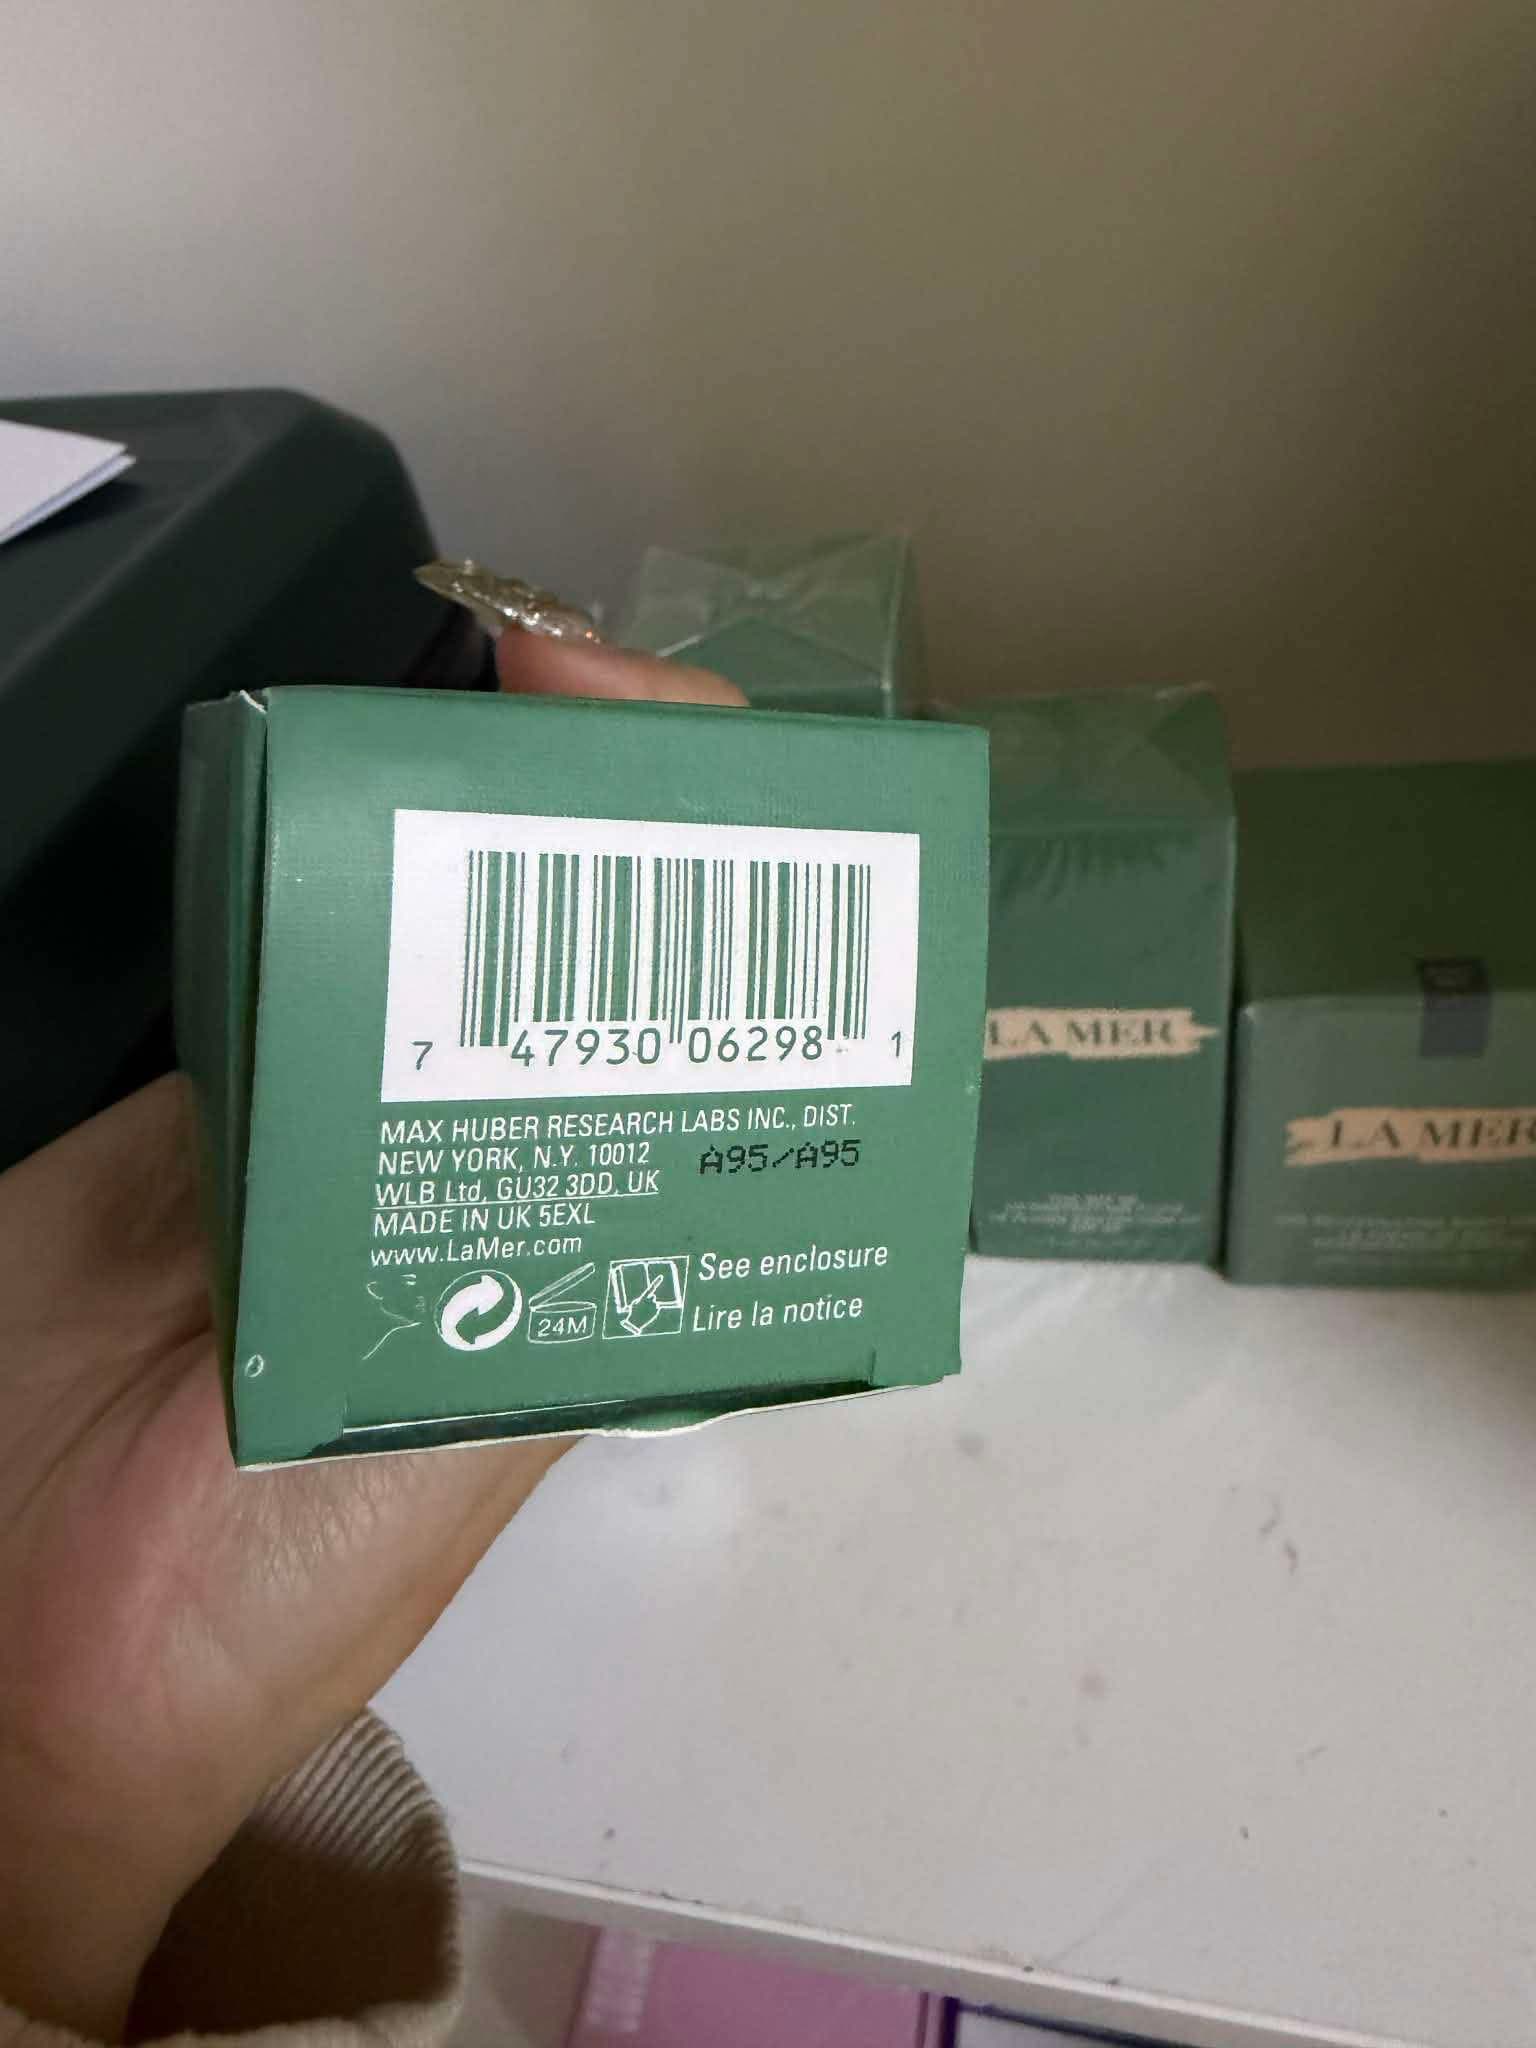 7 47930 06298 1
MAX HUBER RESEARCH LABS INC., DIST.
NEW YORK, N.Y. 10012
A95/A95
WLB Ltd, GU32 3DD, UK
MADE IN UK 5EXL
www.LaMer.com
24M
See enclosure
Lire la notice
LA MER
LA MER